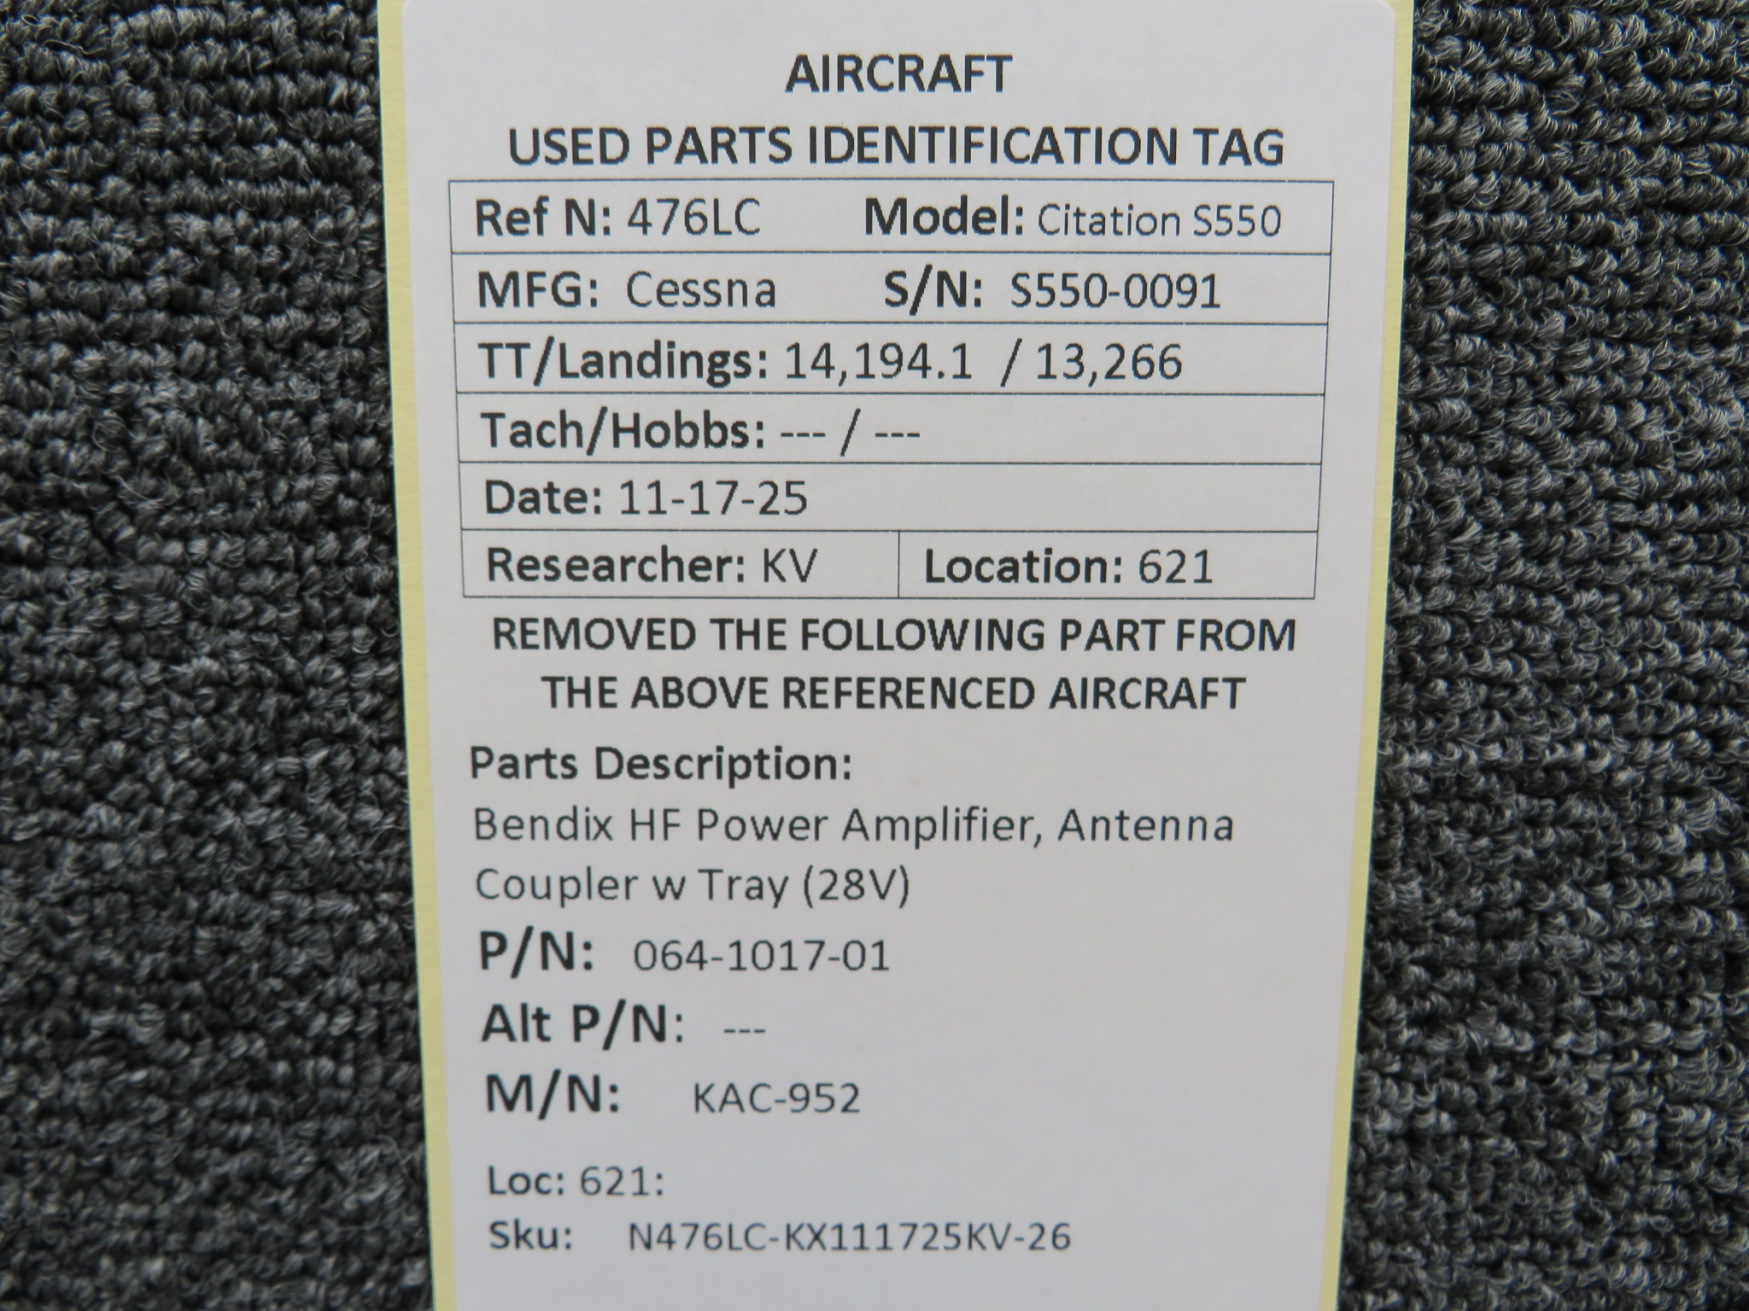 AIRCRAFT
USED PARTS IDENTIFICATION TAG
Ref N: 476LC Model: Citation S550
MFG: Cessna S/N: S550-0091
TT/Landings: 14,194.1 / 13,266
Tach/Hobbs: --- / ---
Date: 11-17-25
Researcher: KV Location: 621
REMOVED THE FOLLOWING PART FROM
THE ABOVE REFERENCED AIRCRAFT
Parts Description:
Bendix HF Power Amplifier, Antenna
Coupler w Tray (28V)
P/N: 064-1017-01
Alt P/N: ---
M/N: KAC-952
Loc: 621:
Sku: N476LC-KX111725KV-26